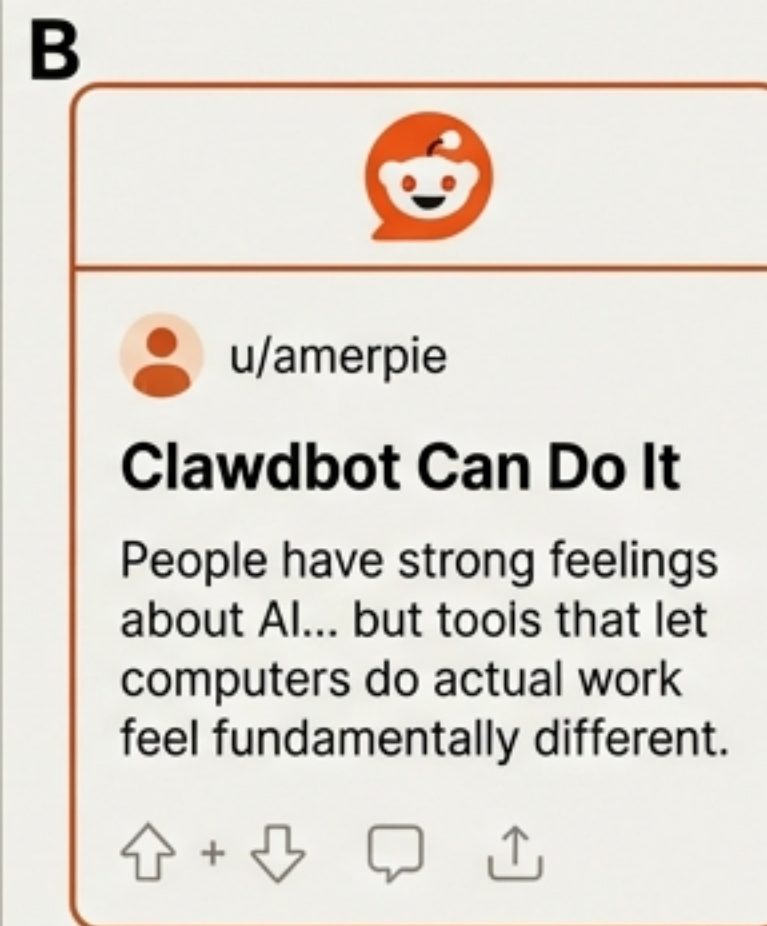 B
u/amerpie
Clawdbot Can Do It
People have strong feelings
about AI... but toois that let
computers do actual work
feel fundamentally different.
+